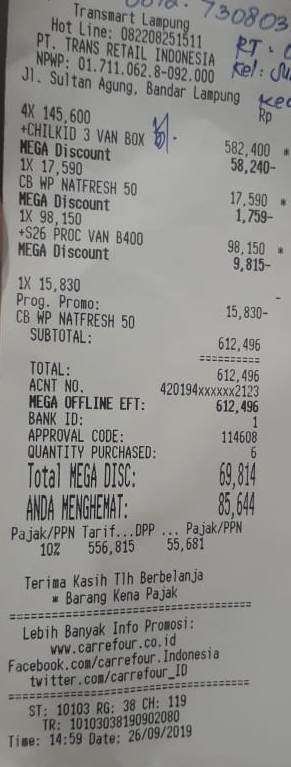 730803
Transmart Lampung
Hot Line: 082208251511
PT. TRANS RETAIL INDONESIA
NPWP: 01.711.062.8-092.000
Jl. Sultan Agung, Bandar Lampung
Rp
4X 145,600
+CHILKID 3 VAN BOX 582,400 *
MEGA Discount 58,240-
1X 17,590
CB WP NATFRESH 50 17,590 *
MEGA Discount 1,759-
1X 98,150
+S26 PROC VAN B400 98,150 *
MEGA Discount 9,815-
-
1X 15,830
Prog. Promo: 15,830-
CB WP NATFRESH 50
SUBTOTAL: 612,496
==========
TOTAL: 612,496
ACNT NO. 420194xxxxxx2123
MEGA OFFLINE EFT: 612,496
BANK ID: 1
APPROVAL CODE: 114608
QUANTITY PURCHASED: 6
Total MEGA DISC: 69,814
ANDA MENGHEMAT: 85,644
Pajak/PPN Tarif...DPP ... Pajak/PPN
10% 556,815 55,681
Terima Kasih Tlh Berbelanja
* Barang Kena Pajak
Lebih Banyak Info Promosi:
www.carrefour.co.id
Facebook.com/carrefour.Indonesia
twitter.com/carrefour_ID
ST: 10103 RG: 38 CH: 119
TR: 10103038190902080
Time: 14:59 Date: 26/09/2019